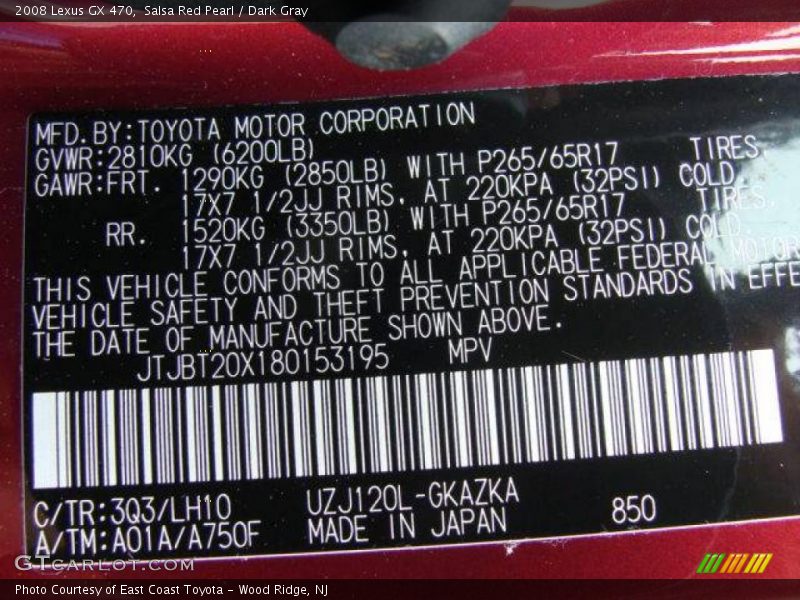 2008 Lexus GX 470, Salsa Red Pearl / Dark Gray
MFD. BY: TOYOTA MOTOR CORPORATION
GVWR: 2810KG (6200LB)
GAWR: FRT. 1290KG (2850LB) WITH P265/65R17 TIRES,
17X7 1/2JJ RIMS, AT 220KPA (32PSI) COLD
RR. 1520KG (3350LB) WITH P265/65R17 TIRES,
17X7 1/2JJ RIMS, AT 220KPA (32PSI) COLD.
THIS VEHICLE CONFORMS TO ALL APPLICABLE FEDERAL MOTOR
VEHICLE SAFETY AND THEFT PREVENTION STANDARDS IN EFFE
THE DATE OF MANUFACTURE SHOWN ABOVE.
JTJBT20X180153195 MPV
C/TR: 3Q3/LH10 UZJ120L-GKAZKA 850
A/TM: A01A/A750F MADE IN JAPAN
GTcarlot.com
Photo Courtesy of East Coast Toyota - Wood Ridge, NJ